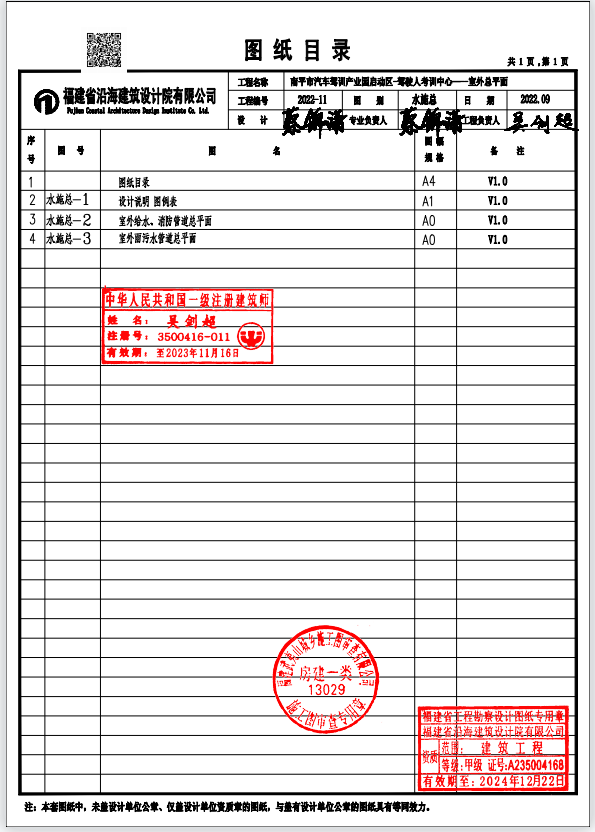 图纸目录
共 1 页 ,第 1 页
福建省沿海建筑设计院有限公司
Fujian Coastal Architecture Design Institute Co. Ltd.
工程名称 南平市汽车驾训产业园启动区-驾驶人考训中心——室外总平面
工程编号 2022-11 图 别 水施总 日 期 2022.09
设 计 专业负责人 工程负责人 吴剑超
序号 图 号 图 名 图幅规格 备 注
1 图纸目录 A4 V1.0
2 水施总-1 设计说明 图例表 A1 V1.0
3 水施总-2 室外给水、消防管道总平面 A0 V1.0
4 水施总-3 室外雨污水管道总平面 A0 V1.0
中华人民共和国一级注册建筑师
姓 名: 吴剑超
注册号: 3500416-011
有效期: 至2023年11月16日
房建一类
13029
施工图审查专用章
福建省工程勘察设计图纸专用章
福建省沿海建筑设计院有限公司
资质 范围: 建筑工程
等级:甲级 证号:A235004168
有效期至:2024年12月22日
注: 本套图纸中,未盖设计单位公章、仅盖设计单位资质章的图纸,与盖有设计单位公章的图纸具有等同效力。